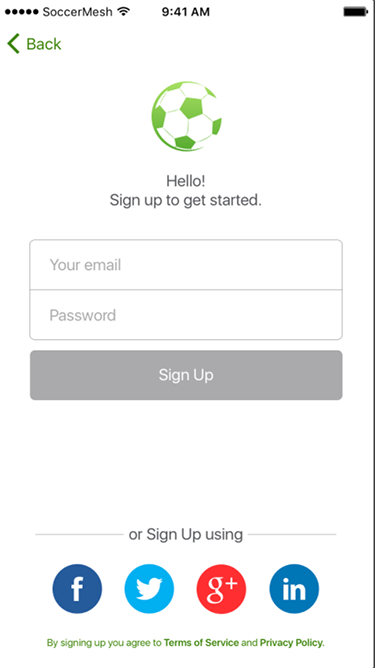 SoccerMesh 9:41 AM
Back
Hello!
Sign up to get started.
Your email
Password
Sign Up
or Sign Up using
f g+ in
By signing up you agree to Terms of Service and Privacy Policy.